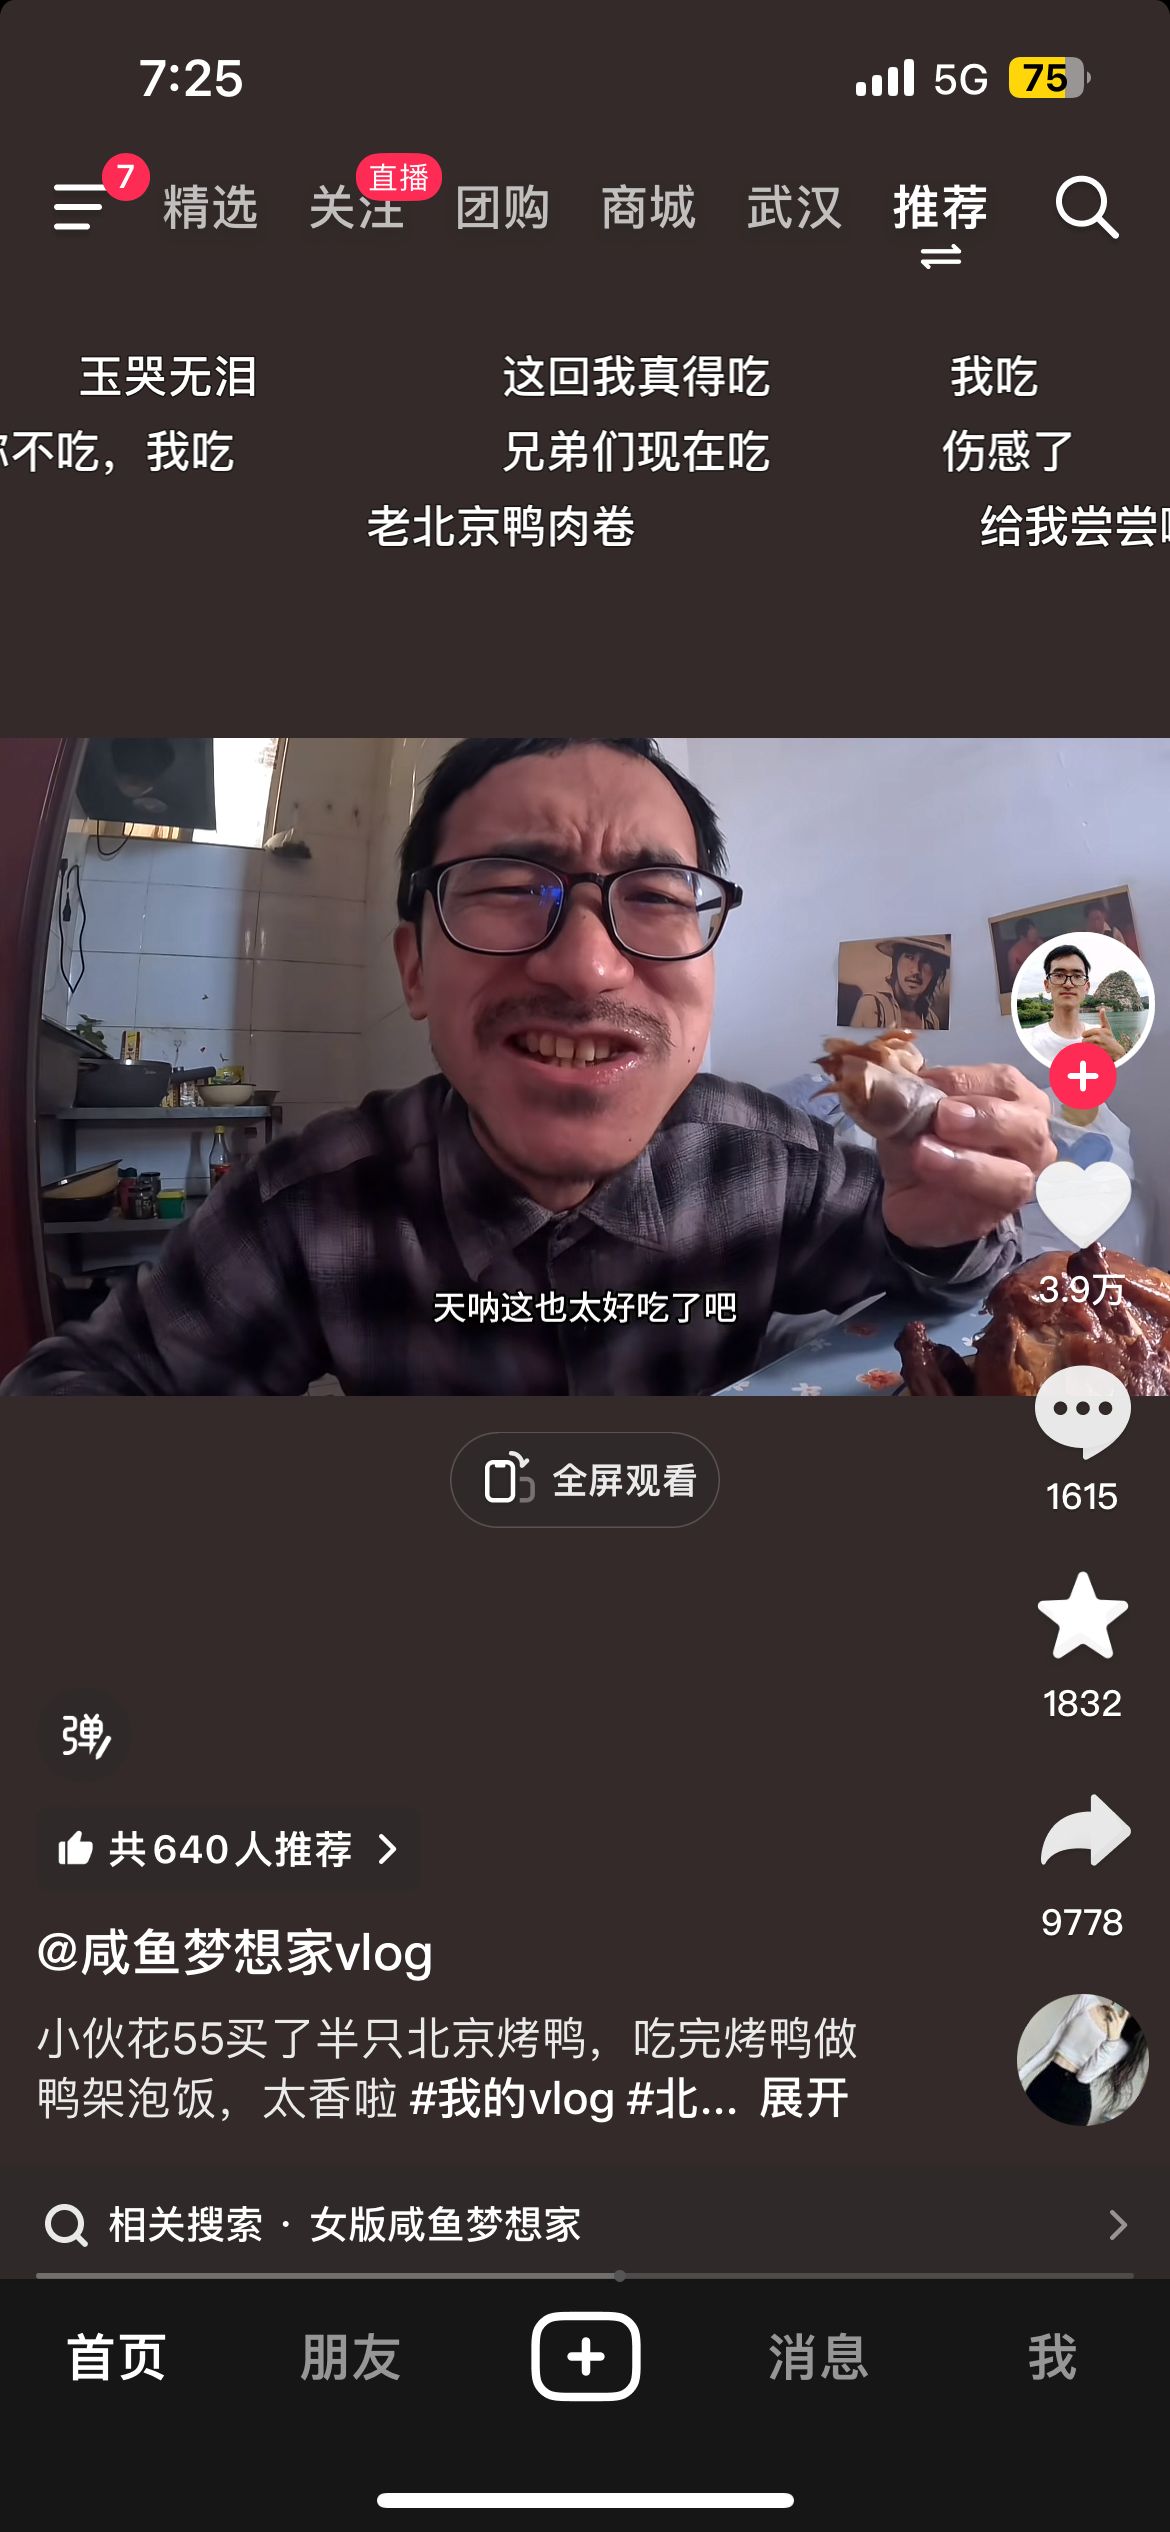 7:25
5G
75
7
直播
精选 关注 团购 商城 武汉 推荐
玉哭无泪 这回我真得吃 我吃
不吃，我吃 兄弟们现在吃 伤感了
老北京鸭肉卷 给我尝尝
天呐这也太好吃了吧
3.9万
全屏观看
1615
1832
弹
共640人推荐
9778
@咸鱼梦想家vlog
小伙花55买了半只北京烤鸭，吃完烤鸭做
鸭架泡饭，太香啦 #我的vlog #北... 展开
相关搜索 · 女版咸鱼梦想家
首页 朋友 消息 我